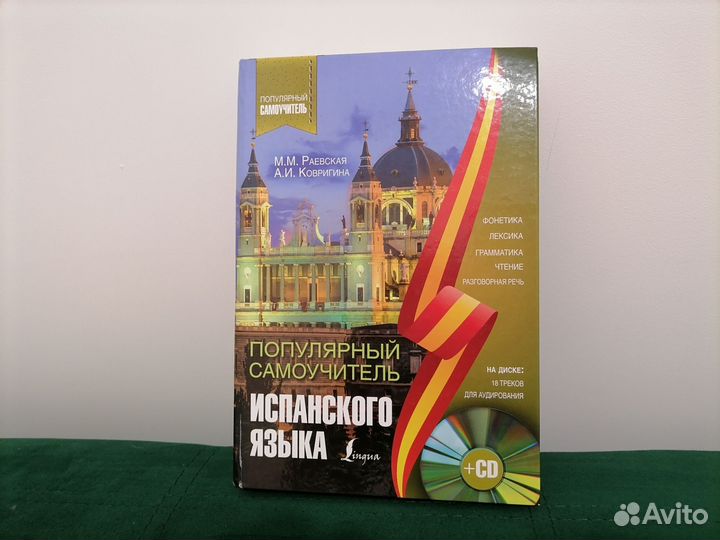 ПОПУЛЯРНЫЙ
САМОУЧИТЕЛЬ
М.М. РАЕВСКАЯ
А.И. КОВРИГИНА
ФОНЕТИКА
ЛЕКСИКА
ГРАММАТИКА
ЧТЕНИЕ
РАЗГОВОРНАЯ РЕЧЬ
ПОПУЛЯРНЫЙ
САМОУЧИТЕЛЬ
ИСПАНСКОГО
ЯЗЫКА
Lingua
НА ДИСКЕ:
18 ТРЕКОВ
ДЛЯ АУДИРОВАНИЯ
+CD
Avito